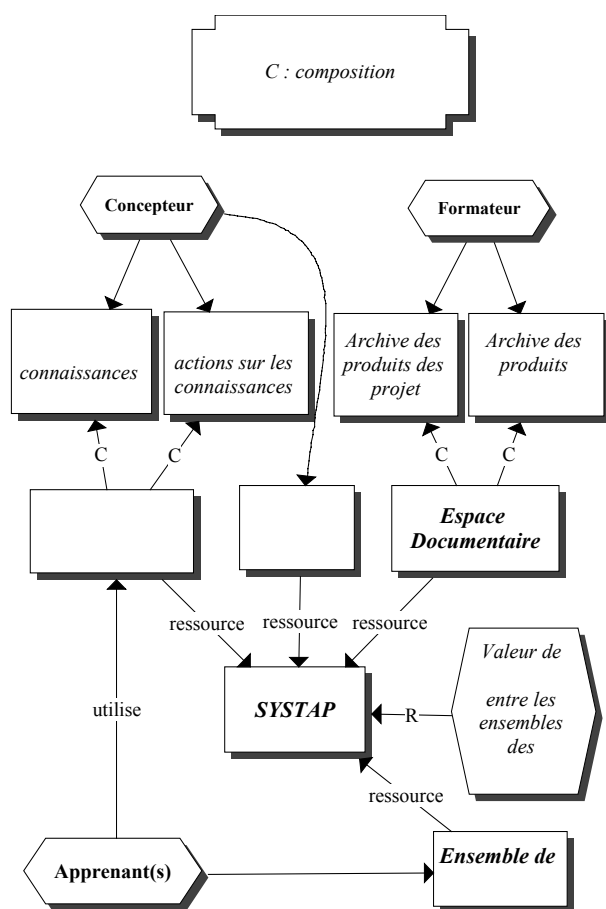 C : composition
Concepteur
Formateur
connaissances
actions sur les
connaissances
Archive des
produits des
projet
Archive des
produits
C
C
C
C
Espace
Documentaire
ressource
ressource
ressource
utilise
SYSTAP
R
Valeur de
entre les
ensembles
des
ressource
Apprenant(s)
Ensemble de